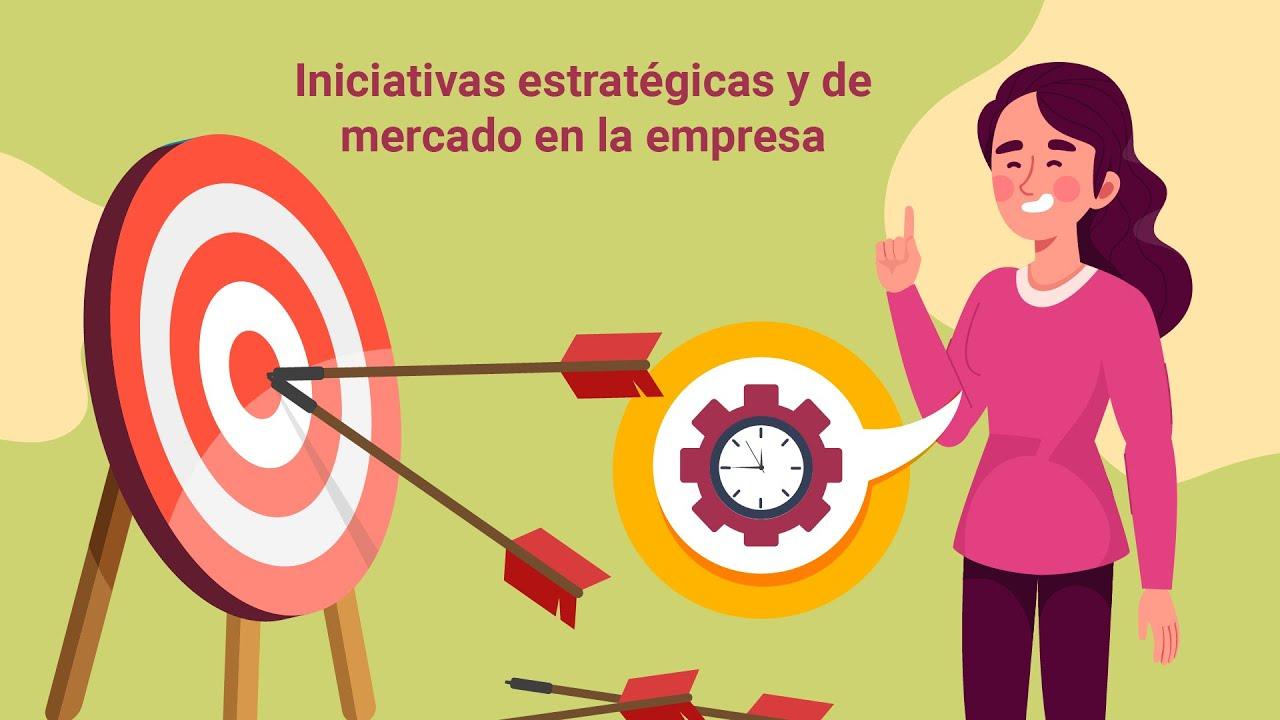 Iniciativas estratégicas y de
mercado en la empresa